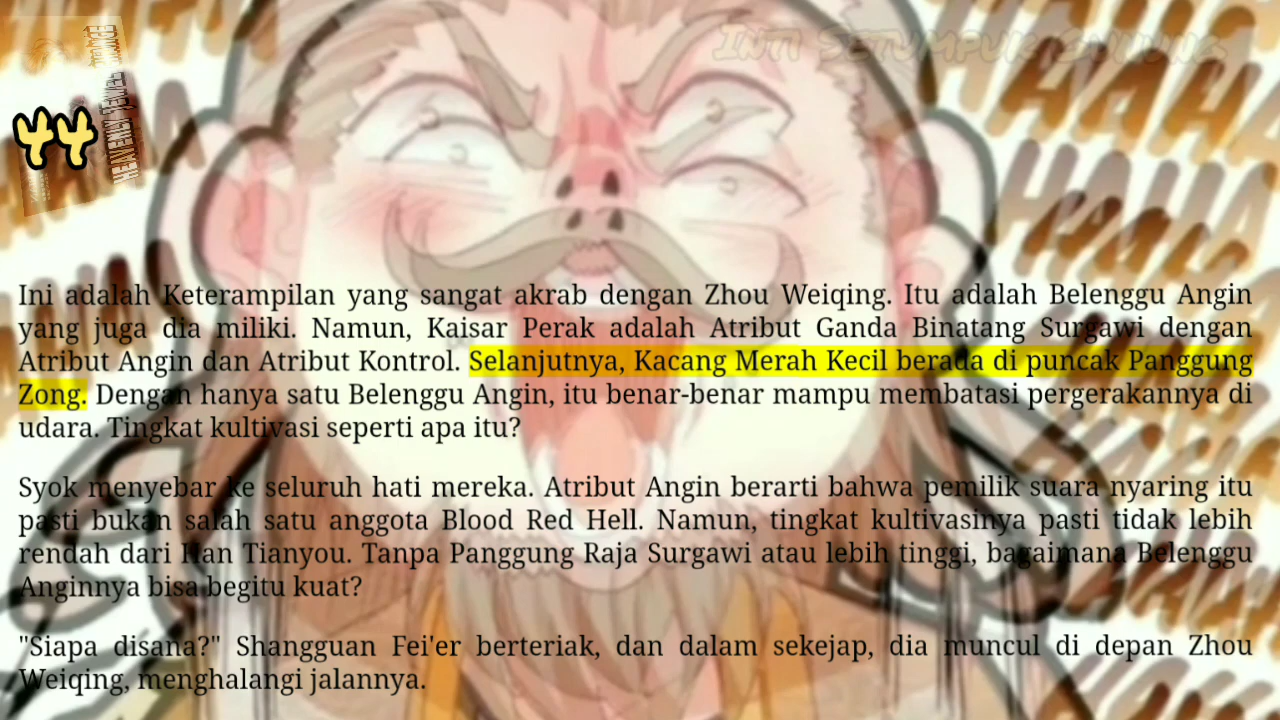 INTI SETUMPUK GUNUNG
44
HEAVENLY JEWEL CHANGE
Ini adalah Keterampilan yang sangat akrab dengan Zhou Weiqing. Itu adalah Belenggu Angin
yang juga dia miliki. Namun, Kaisar Perak adalah Atribut Ganda Binatang Surgawi dengan
Atribut Angin dan Atribut Kontrol. Selanjutnya, Kacang Merah Kecil berada di puncak Panggung
Zong. Dengan hanya satu Belenggu Angin, itu benar-benar mampu membatasi pergerakannya di
udara. Tingkat kultivasi seperti apa itu?
Syok menyebar ke seluruh hati mereka. Atribut Angin berarti bahwa pemilik suara nyaring itu
pasti bukan salah satu anggota Blood Red Hell. Namun, tingkat kultivasinya pasti tidak lebih
rendah dari Han Tianyou. Tanpa Panggung Raja Surgawi atau lebih tinggi, bagaimana Belenggu
Anginnya bisa begitu kuat?
"Siapa disana?" Shangguan Fei'er berteriak, dan dalam sekejap, dia muncul di depan Zhou
Weiqing, menghalangi jalannya.